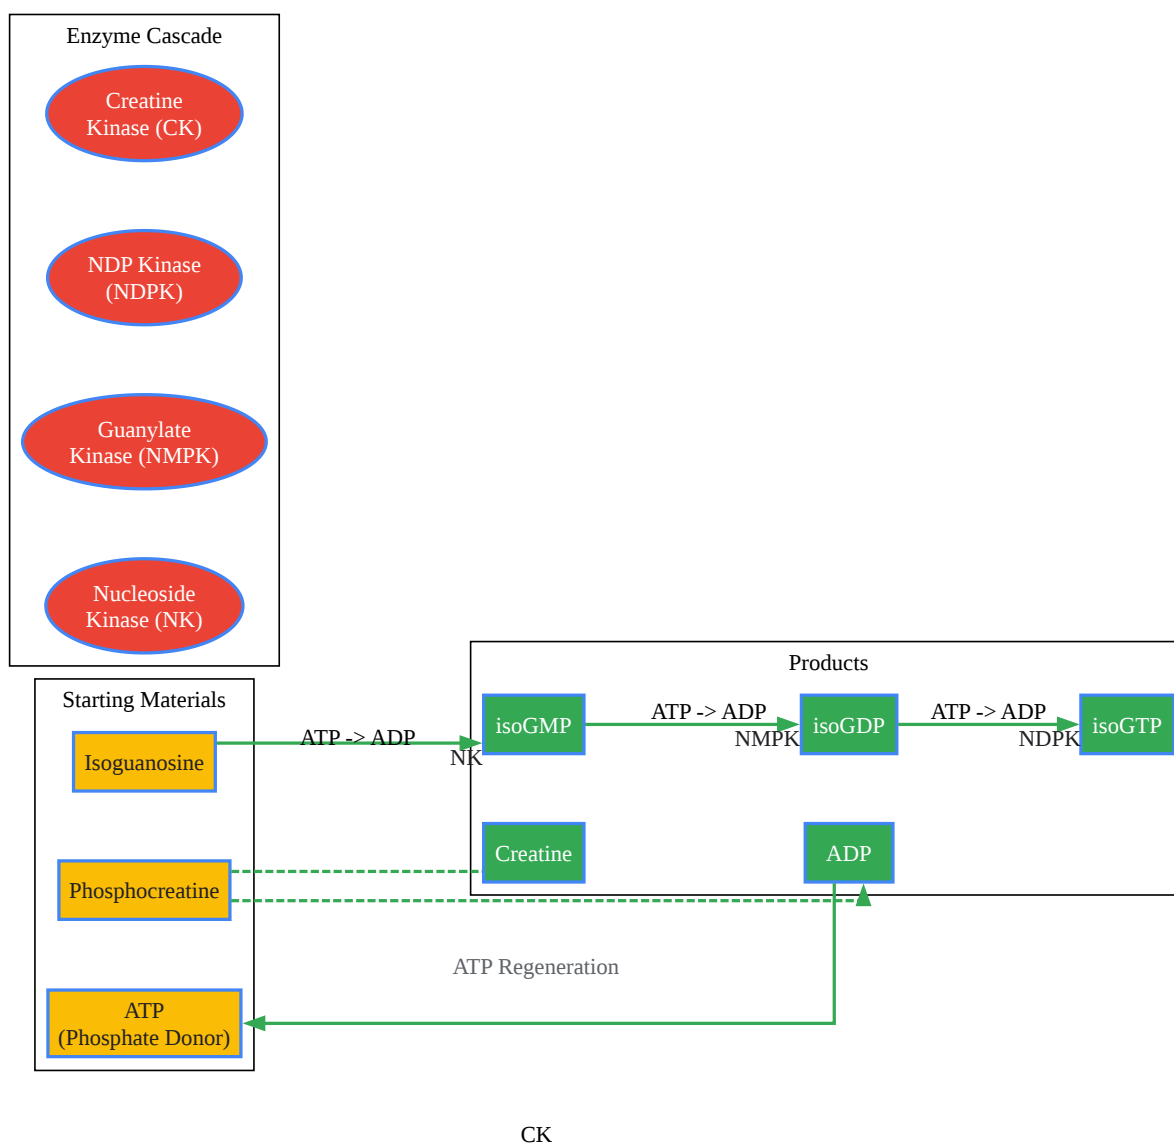 Enzyme Cascade
Creatine
Kinase (CK)
NDP Kinase
(NDPK)
Guanylate
Kinase (NMPK)
Nucleoside
Kinase (NK)
Starting Materials
Isoguanosine
Phosphocreatine
ATP
(Phosphate Donor)
ATP -> ADP
NK
Products
isoGMP
ATP -> ADP
NMPK
isoGDP
ATP -> ADP
NDPK
isoGTP
Creatine
ADP
ATP Regeneration
CK